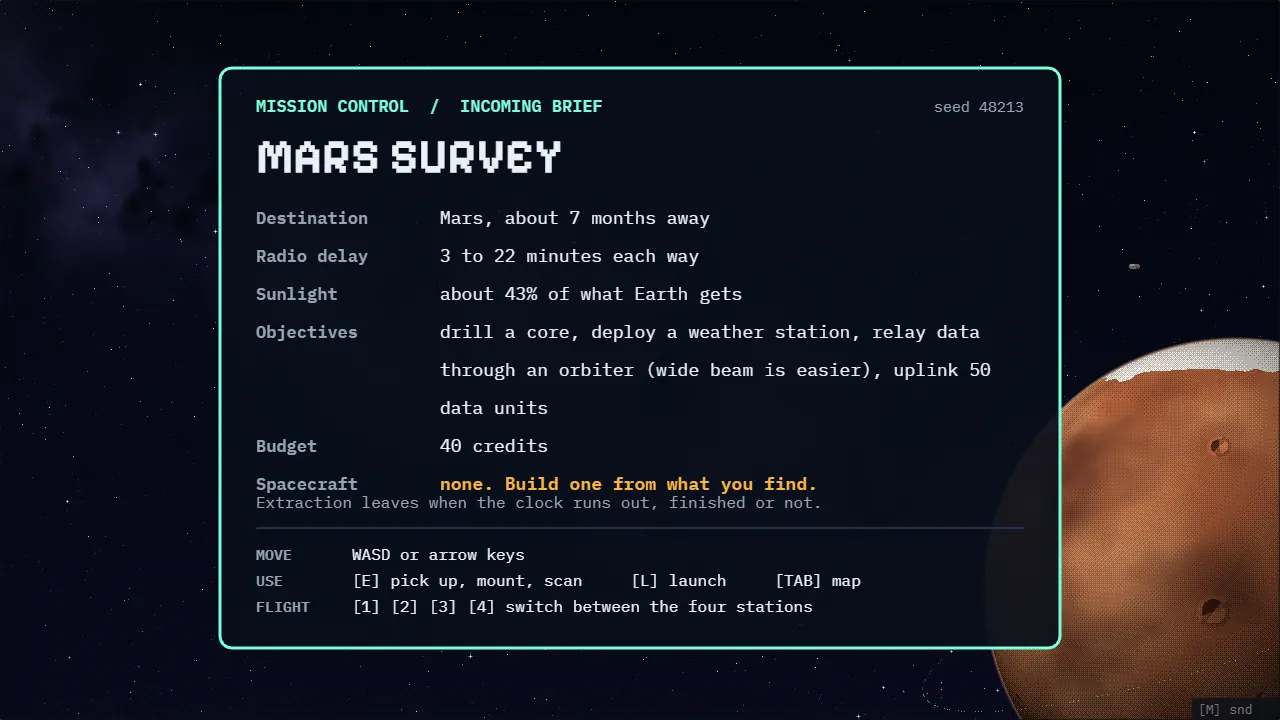 MISSION CONTROL / INCOMING BRIEF seed 48213
MARS SURVEY
Destination Mars, about 7 months away
Radio delay 3 to 22 minutes each way
Sunlight about 43% of what Earth gets
Objectives drill a core, deploy a weather station, relay data
through an orbiter (wide beam is easier), uplink 50
data units
Budget 40 credits
Spacecraft none. Build one from what you find.
Extraction leaves when the clock runs out, finished or not.
MOVE WASD or arrow keys
USE [E] pick up, mount, scan [L] launch [TAB] map
FLIGHT [1] [2] [3] [4] switch between the four stations
[M] snd